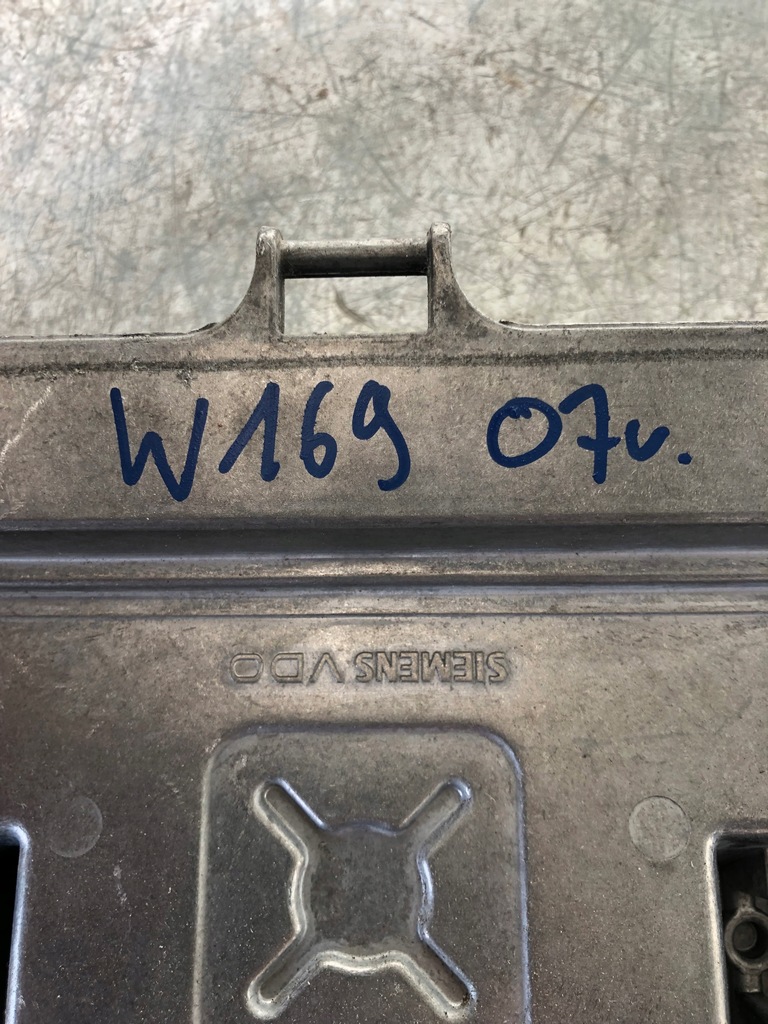 W169 07v.
SIEMENS VDO